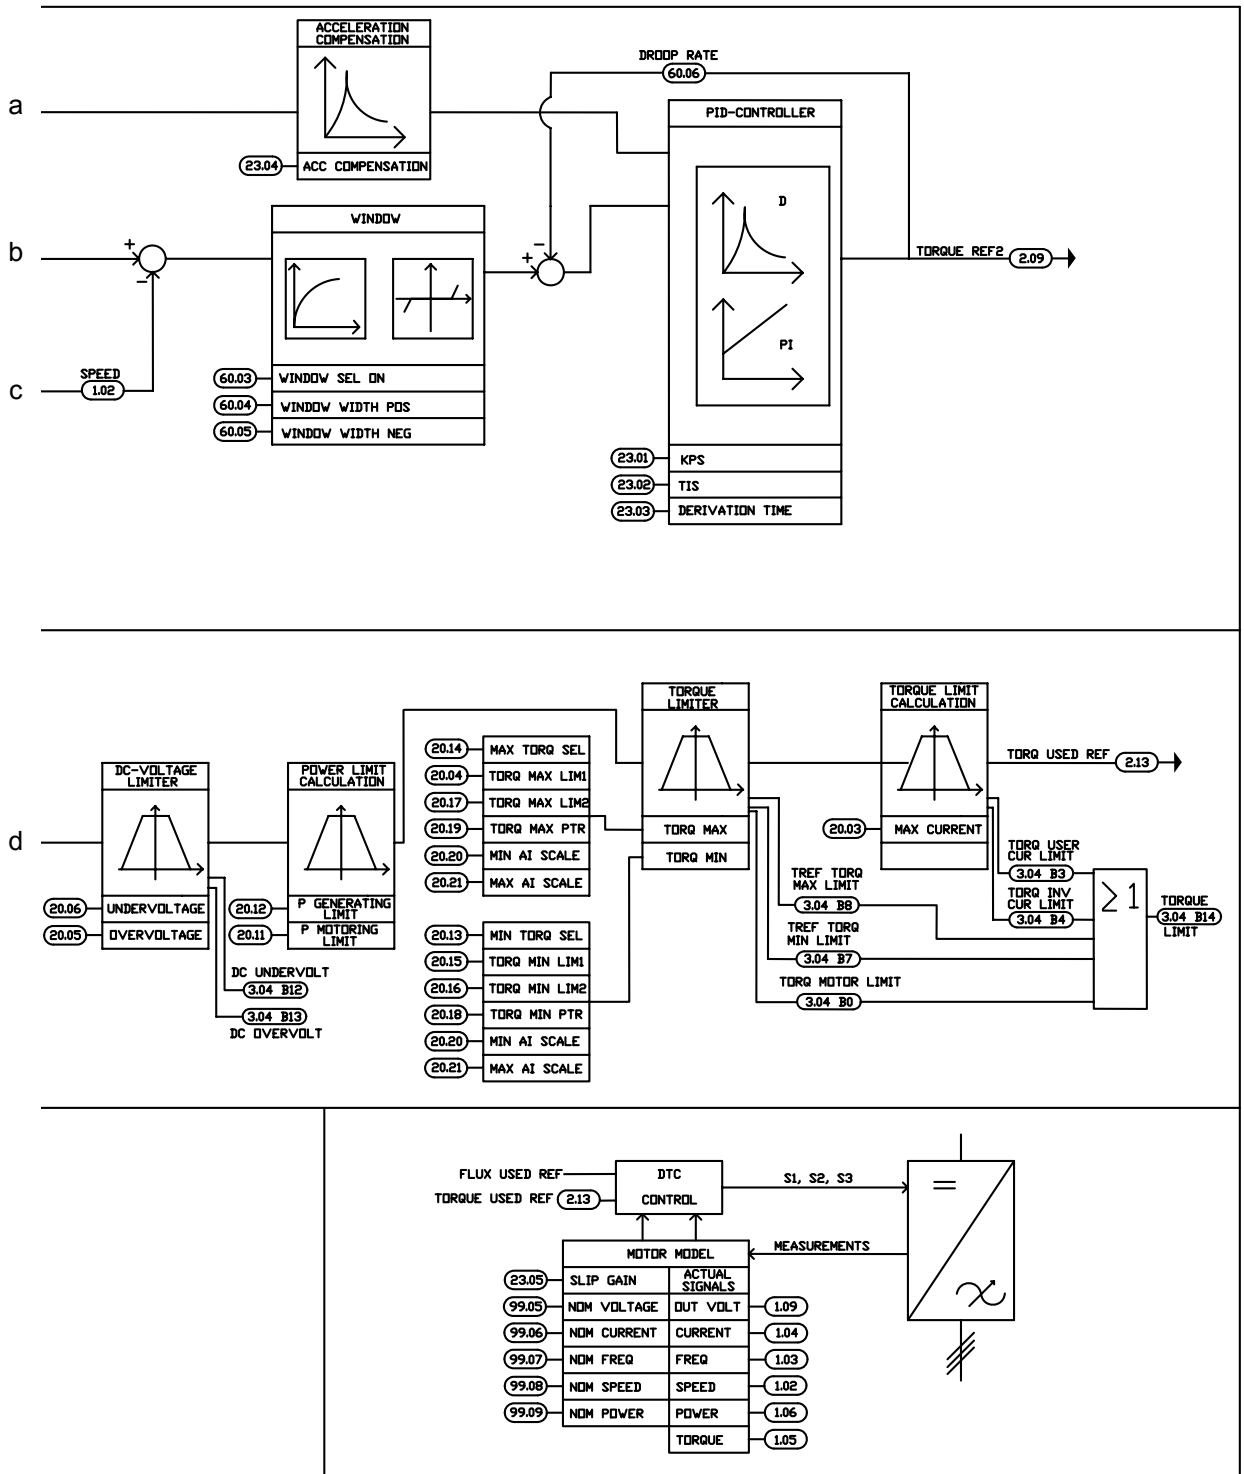 ACCELERATION
COMPENSATION
DROOP RATE
60.06
a
PID-CONTROLLER
23.04 ACC COMPENSATION
D
WINDOW
+
b
−
−
+
TORQUE REF2 2.09
PI
SPEED
c
1.02
60.03 WINDOW SEL ON
60.04 WINDOW WIDTH POS
60.05 WINDOW WIDTH NEG
23.01 KPS
23.02 TIS
23.03 DERIVATION TIME
TORQUE
LIMITER
TORQUE LIMIT
CALCULATION
DC-VOLTAGE
LIMITER
POWER LIMIT
CALCULATION
20.14 MAX TORQ SEL
20.04 TORQ MAX LIM1
20.17 TORQ MAX LIM2
20.19 TORQ MAX PTR
20.20 MIN AI SCALE
20.21 MAX AI SCALE
TORQ USED REF 2.13
d
TORQ MAX
TORQ MIN
20.03 MAX CURRENT
TORQ USER
CUR LIMIT
3.04 B3
TORQ INV
CUR LIMIT
3.04 B4
∑ 1
TORQUE
3.04 B14
LIMIT
TREF TORQ
MAX LIMIT
3.04 B8
TREF TORQ
MIN LIMIT
3.04 B7
TORQ MOTOR LIMIT
3.04 B0
20.06 UNDERVOLTAGE
20.05 OVERVOLTAGE
20.12 P GENERATING
LIMIT
20.11 P MOTORING
LIMIT
DC UNDERVOLT
3.04 B12
3.04 B13
DC OVERVOLT
20.13 MIN TORQ SEL
20.15 TORQ MIN LIM1
20.16 TORQ MIN LIM2
20.18 TORQ MIN PTR
20.20 MIN AI SCALE
20.21 MAX AI SCALE
FLUX USED REF
TORQUE USED REF 2.13
DTC
CONTROL
S1, S2, S3
MEASUREMENTS
MOTOR MODEL
23.05 SLIP GAIN
ACTUAL
SIGNALS
99.05 NOM VOLTAGE OUT VOLT 1.09
99.06 NOM CURRENT CURRENT 1.04
99.07 NOM FREQ FREQ 1.03
99.08 NOM SPEED SPEED 1.02
99.09 NOM POWER POWER 1.06
TORQUE 1.05